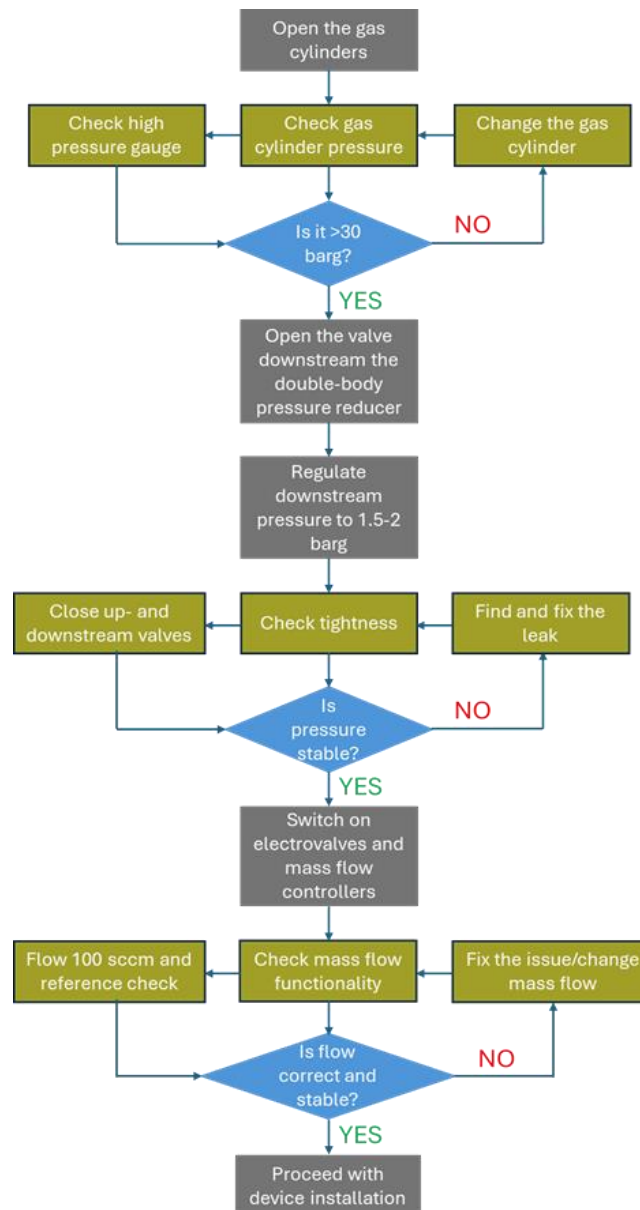 Open the gas
cylinders
Check high
pressure gauge
Check gas
cylinder pressure
Change the gas
cylinder
Is it >30
barg?
NO
YES
Open the valve
downstream the
double-body
pressure reducer
Regulate
downstream
pressure to 1.5-2
barg
Close up- and
downstream valves
Check tightness
Find and fix the
leak
Is
pressure
stable?
NO
YES
Switch on
electrovalves and
mass flow
controllers
Flow 100 sccm and
reference check
Check mass flow
functionality
Fix the issue/change
mass flow
Is flow
correct and
stable?
NO
YES
Proceed with
device installation